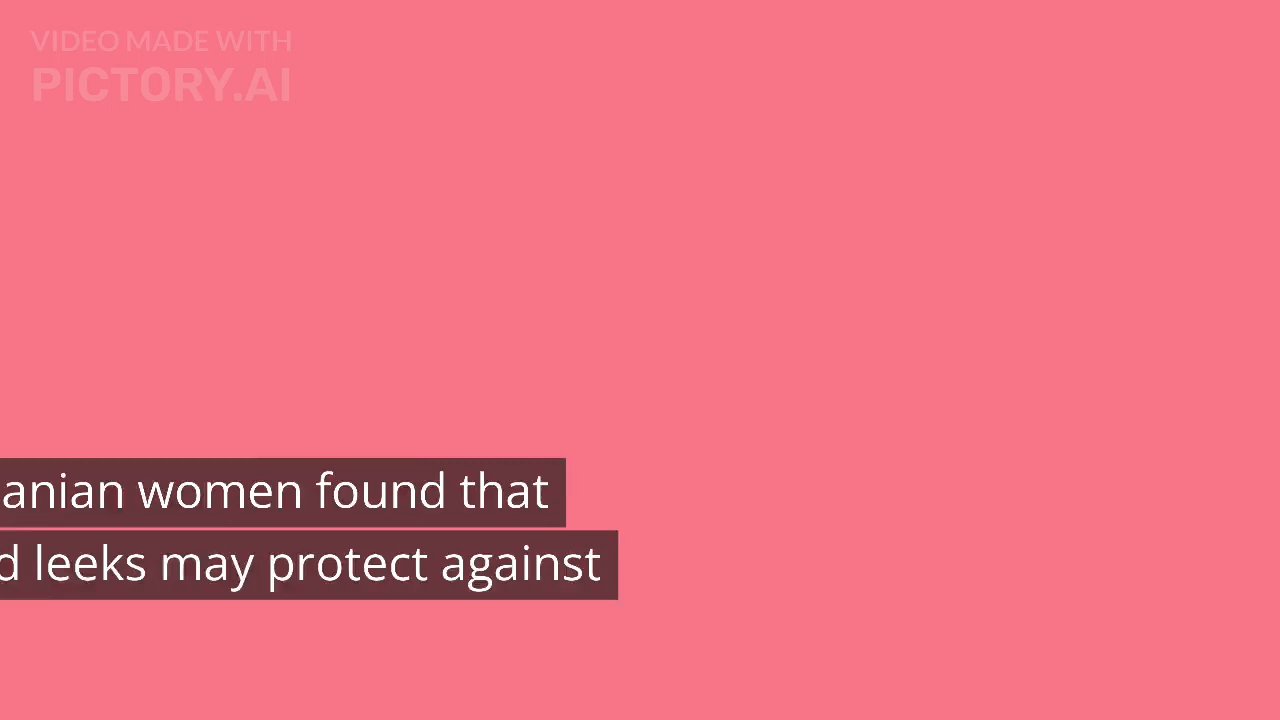 VIDEO MADE WITH
PICTORY.AI
anian women found that
d leeks may protect against